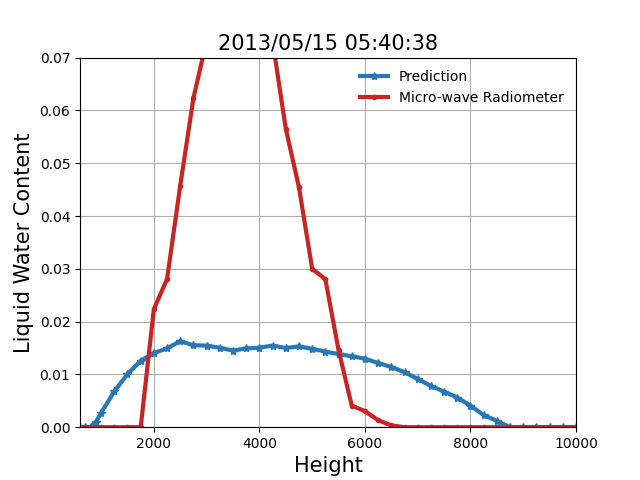 2013/05/15 05:40:38
Prediction
Micro-wave Radiometer
Liquid Water Content
0.07
0.06
0.05
0.04
0.03
0.02
0.01
0.00
2000 4000 6000 8000 10000
Height